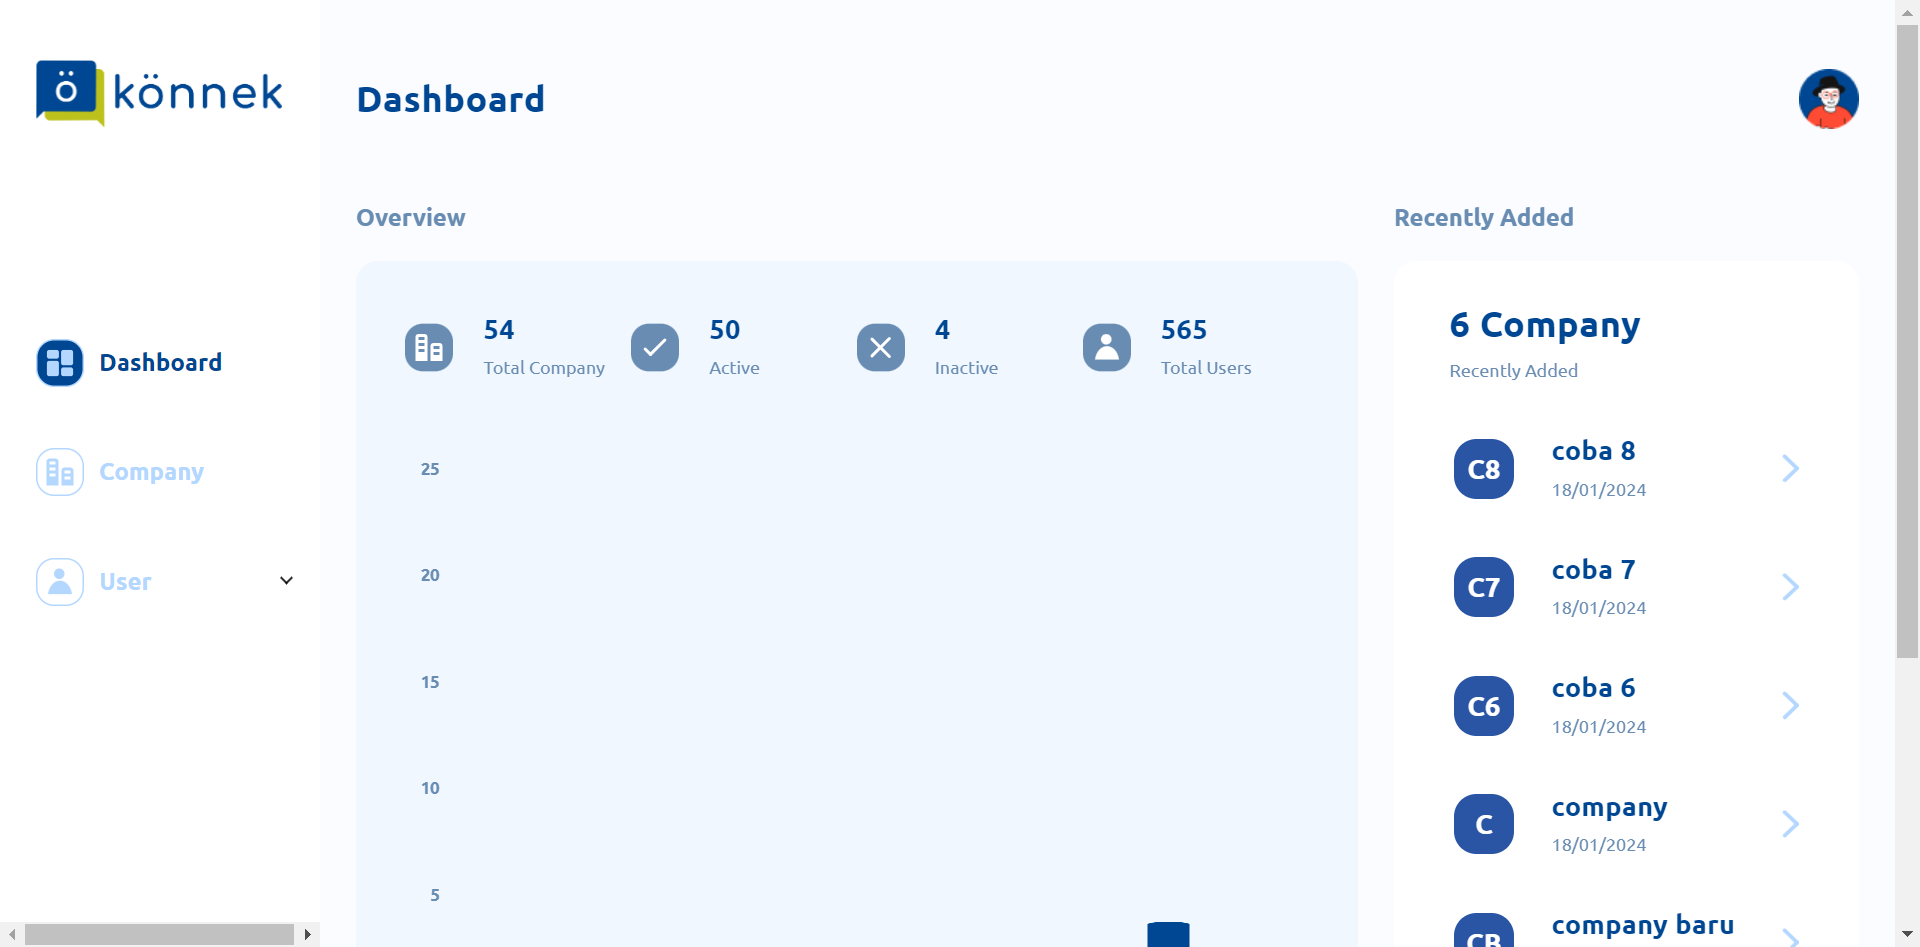 ö könnek
Dashboard
Company
User
Dashboard
Overview
54
Total Company
50
Active
4
Inactive
565
Total Users
25
20
15
10
5
Recently Added
6 Company
Recently Added
C8
coba 8
18/01/2024
C7
coba 7
18/01/2024
C6
coba 6
18/01/2024
C
company
18/01/2024
CB
company baru